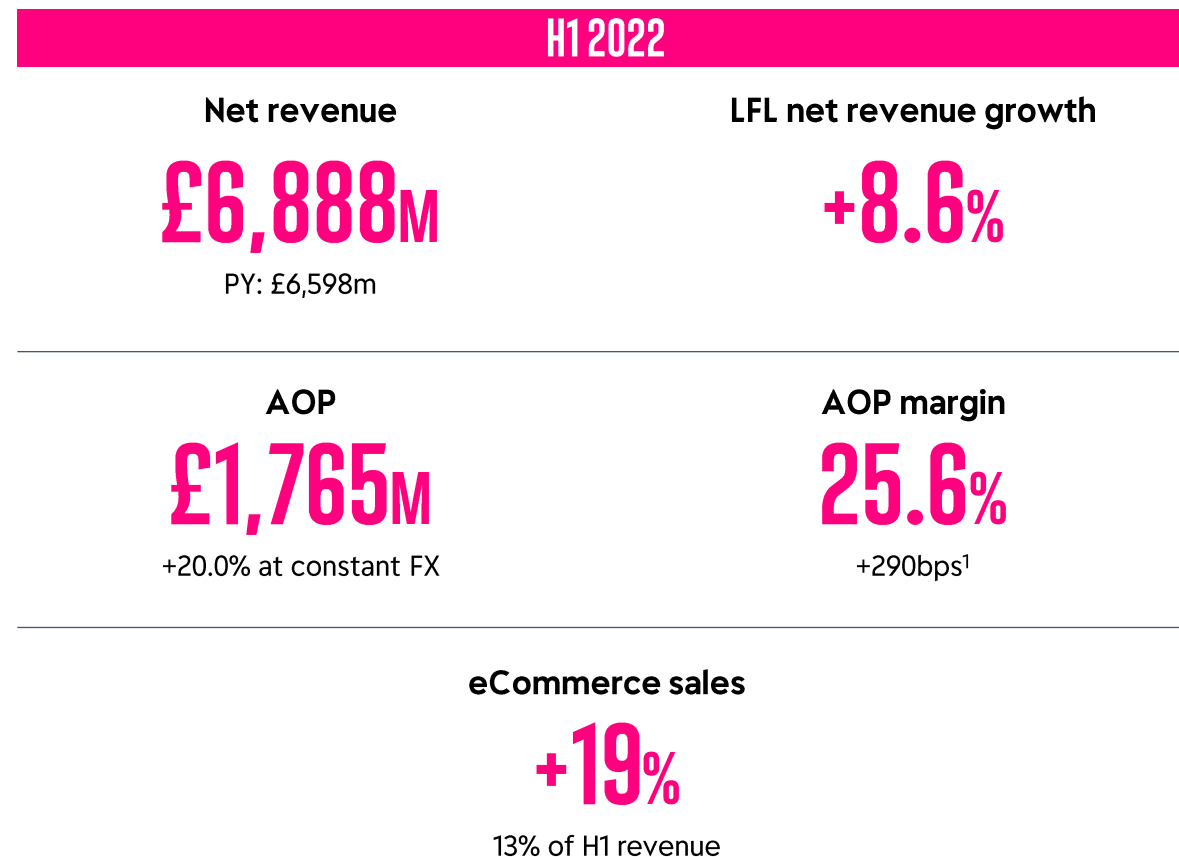 H1 2022
Net revenue
£6,888M
PY: £6,598m
LFL net revenue growth
+8.6%
AOP
£1,765M
+20.0% at constant FX
AOP margin
25.6%
+290bps¹
eCommerce sales
+19%
13% of H1 revenue